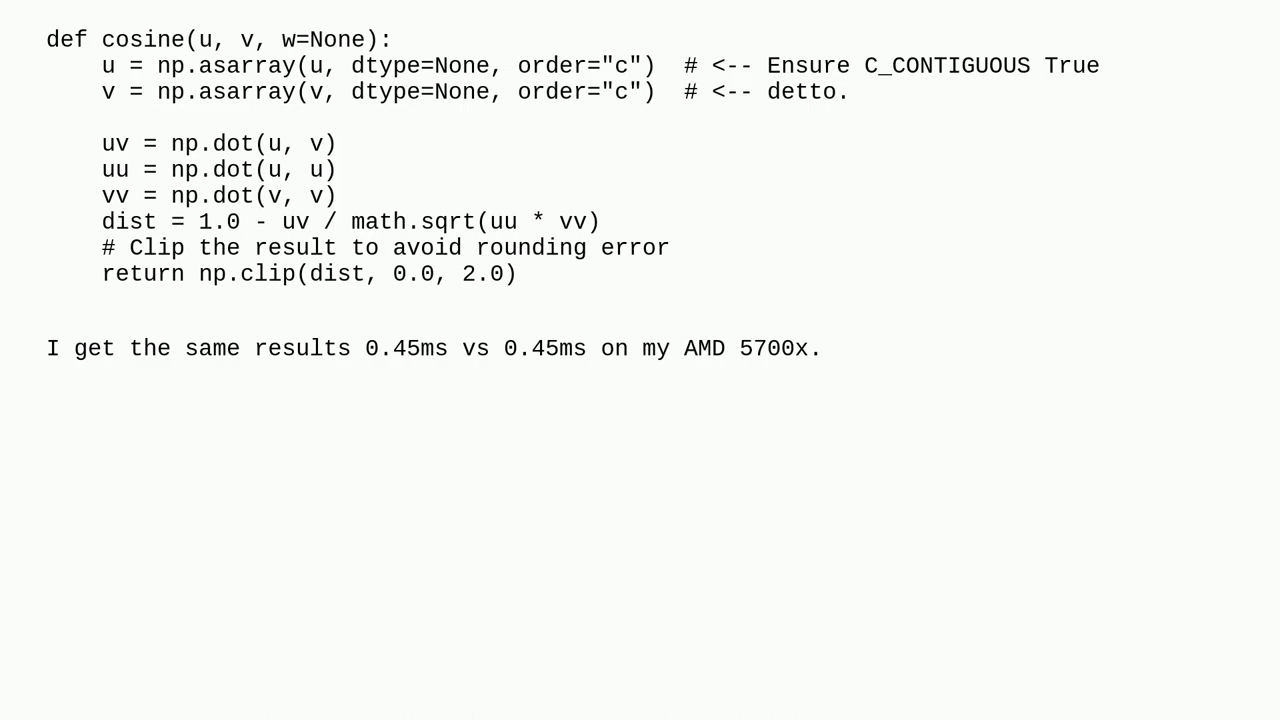 def cosine(u, v, w=None):
    u = np.asarray(u, dtype=None, order="c")  # <-- Ensure C_CONTIGUOUS True
    v = np.asarray(v, dtype=None, order="c")  # <-- detto.

    uv = np.dot(u, v)
    uu = np.dot(u, u)
    vv = np.dot(v, v)
    dist = 1.0 - uv / math.sqrt(uu * vv)
    # Clip the result to avoid rounding error
    return np.clip(dist, 0.0, 2.0)

I get the same results 0.45ms vs 0.45ms on my AMD 5700x.